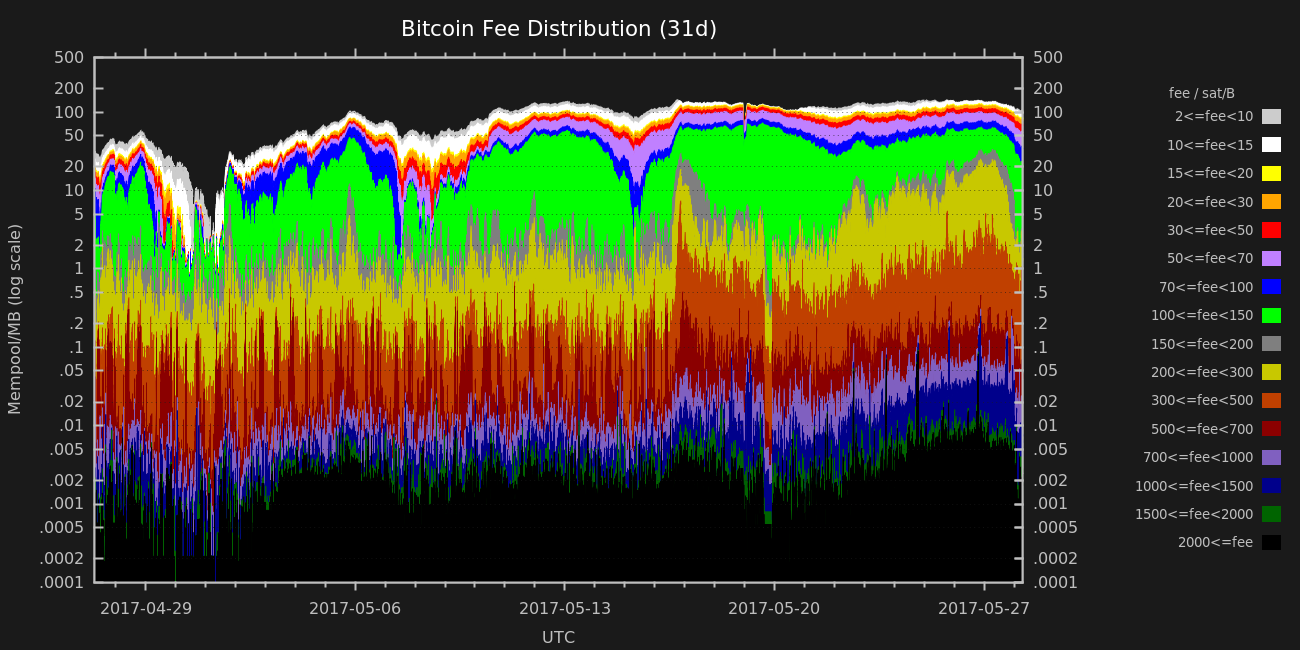 Bitcoin Fee Distribution (31d)
500
200
100
50
20
10
5
2
1
.5
.2
.1
.05
.02
.01
.005
.002
.001
.0005
.0002
.0001
Mempool/MB (log scale)
500
200
100
50
20
10
5
2
1
.5
.2
.1
.05
.02
.01
.005
.002
.001
.0005
.0002
.0001
2017-04-29
2017-05-06
2017-05-13
2017-05-20
2017-05-27
UTC
fee / sat/B
2<=fee<10
10<=fee<15
15<=fee<20
20<=fee<30
30<=fee<50
50<=fee<70
70<=fee<100
100<=fee<150
150<=fee<200
200<=fee<300
300<=fee<500
500<=fee<700
700<=fee<1000
1000<=fee<1500
1500<=fee<2000
2000<=fee